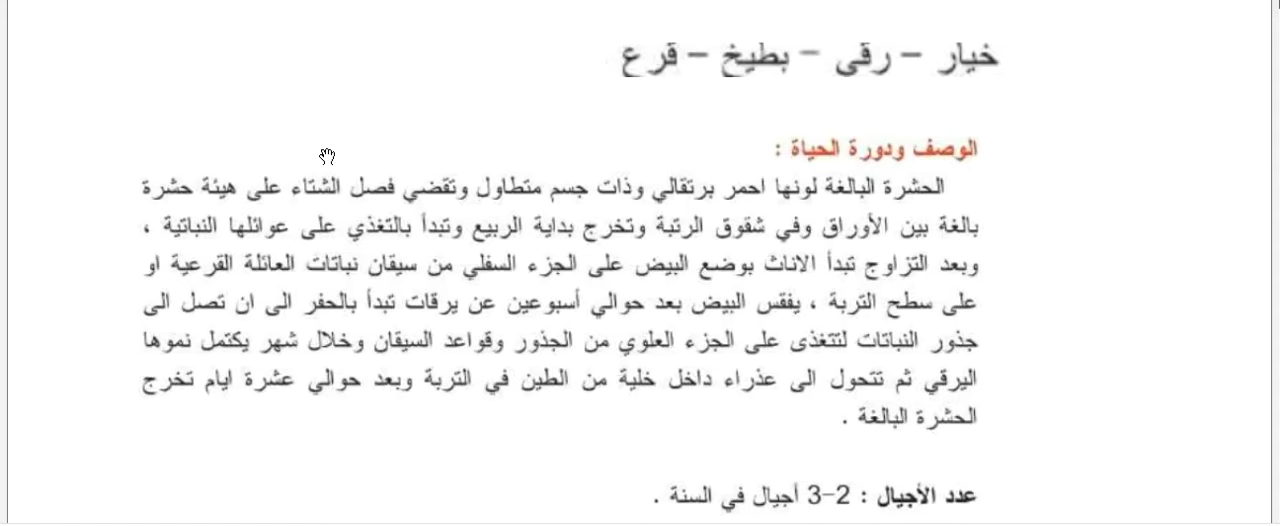 خيار – رقى – بطيخ – قرع
الوصف ودورة الحياة :
الحشرة البالغة لونها احمر برتقالي وذات جسم متطاول وتقضي فصل الشتاء على هيئة حشرة
بالغة بين الأوراق وفي شقوق الرتبة وتخرج بداية الربيع وتبدأ بالتغذي على عوائلها النباتية ،
وبعد التزاوج تبدأ الاناث بوضع البيض على الجزء السفلي من سيقان نباتات العائلة القرعية او
على سطح التربة ، يفقس البيض بعد حوالي أسبوعين عن يرقات تبدأ بالحفر الى ان تصل الى
جذور النباتات لتتغذى على الجزء العلوي من الجذور وقواعد السيقان وخلال شهر يكتمل نموها
اليرقي ثم تتحول الى عذراء داخل خلية من الطين في التربة وبعد حوالي عشرة ايام تخرج
الحشرة البالغة .
عدد الأجيال : 2-3 أجيال في السنة .